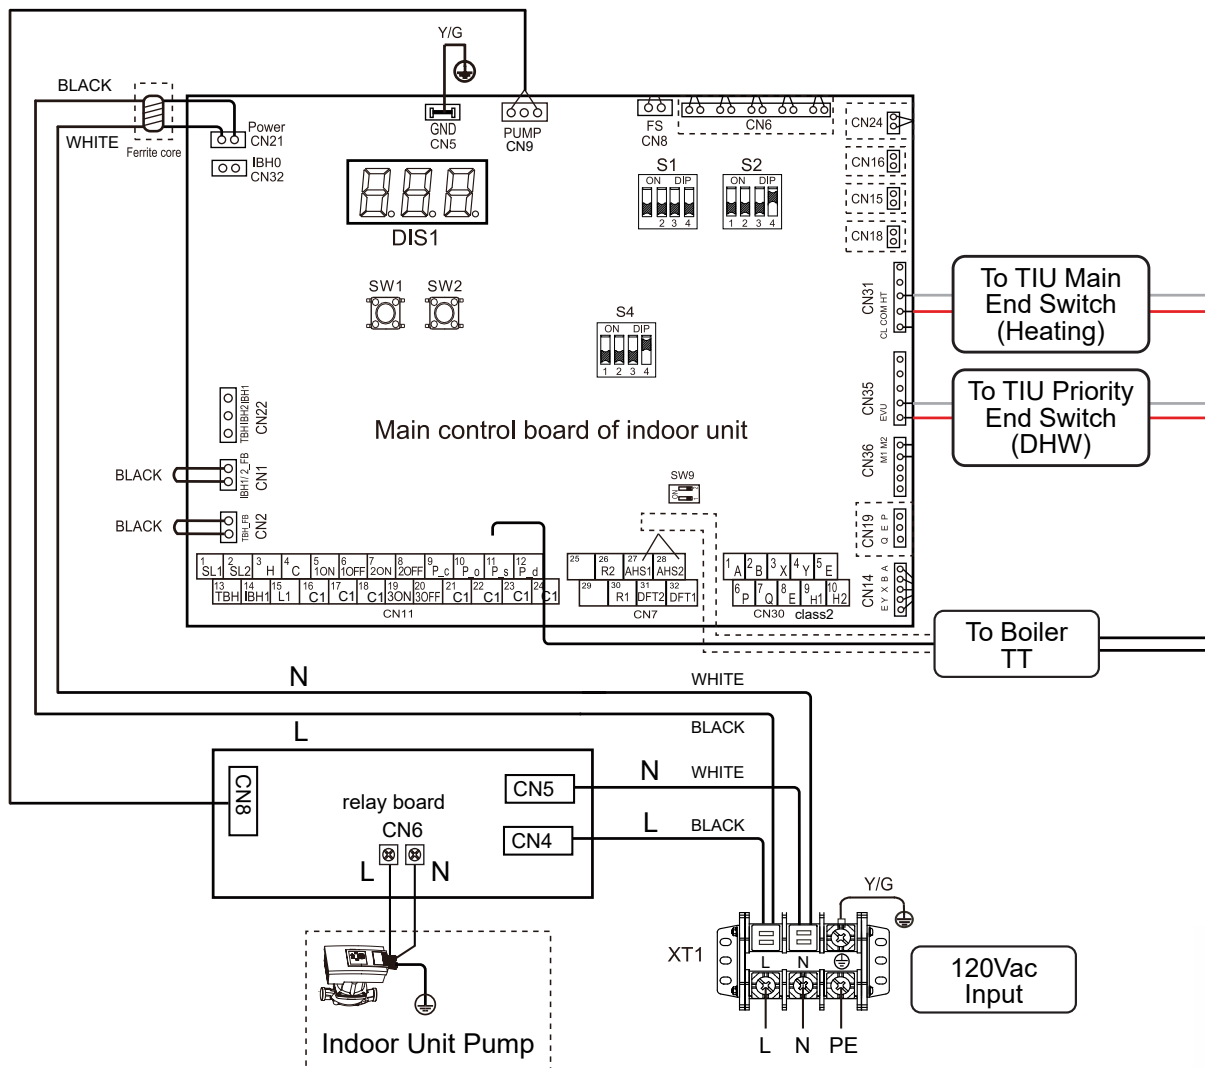 Y/G
BLACK
WHITE
Ferrite core
Power
CN21
IBH0
CN32
GND
CN5
PUMP
CN9
FS
CN8
CN6
CN24
CN16
CN15
CN18
S1
ON DIP
2 3 4
S2
ON DIP
1 2 3 4
DIS1
SW1 SW2
S4
ON DIP
1 2 3 4
CN31
CL COM HT
To TIU Main
End Switch
(Heating)
CN35
EVU
To TIU Priority
End Switch
(DHW)
CN22
TBH IBH2 IBH1
Main control board of indoor unit
CN36
M1 M2
BLACK
IBH1/ 2_FB
CN1
BLACK
TBH_FB
CN2
SW9
ON
CN19
Q E P
CN14
E Y X B A
1 SL1 2 SL2 3 H 4 C 5 1ON 6 1OFF 7 2ON 8 2OFF 9 P_c 10 P_o 11 P_s 12 P_d
13 TBH 14 IBH1 15 L1 16 C1 17 C1 18 C1 19 3ON 20 3OFF 21 C1 22 C1 23 C1 24 C1
CN11
25 26 R2 27 AHS1 28 AHS2
29 30 R1 31 DFT2 32 DFT1
CN7
1 A 2 B 3 X 4 Y 5 E
6 P 7 Q 8 E 9 H1 10 H2
CN30 class2
To Boiler
TT
N
WHITE
L
BLACK
CN8
relay board
CN6
L N
CN5
CN4
N WHITE
L BLACK
Y/G
XT1
L N
120Vac
Input
L N PE
Indoor Unit Pump